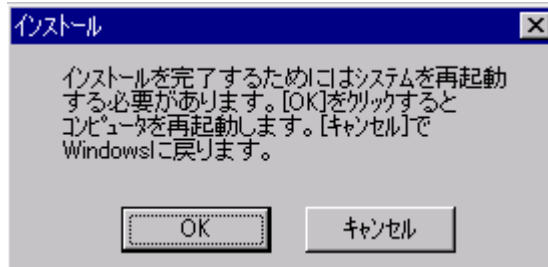 インストール
インストールを完了するためにはシステムを再起動
する必要があります。[OK]をクリックすると
コンピュータを再起動します。[キャンセル]で
Windowsに戻ります。
OK
キャンセル